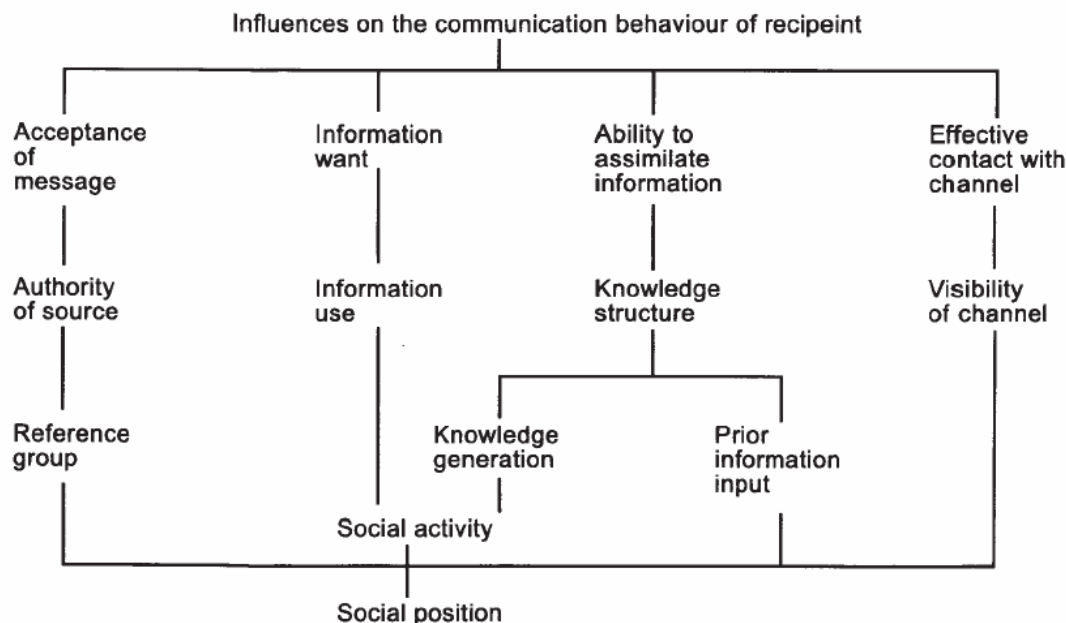 Influences on the communication behaviour of recipeint
Acceptance
of
message
Information
want
Ability to
assimilate
information
Effective
contact with
channel
Authority
of source
Information
use
Knowledge
structure
Visibility
of channel
Reference
group
Knowledge
generation
Prior
information
input
Social activity
Social position